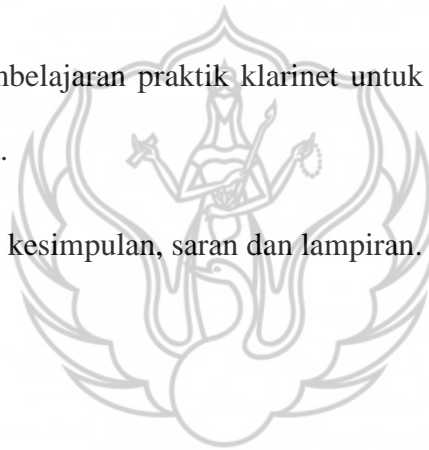 mbelajaran praktik klarinet untuk
.
kesimpulan, saran dan lampiran.